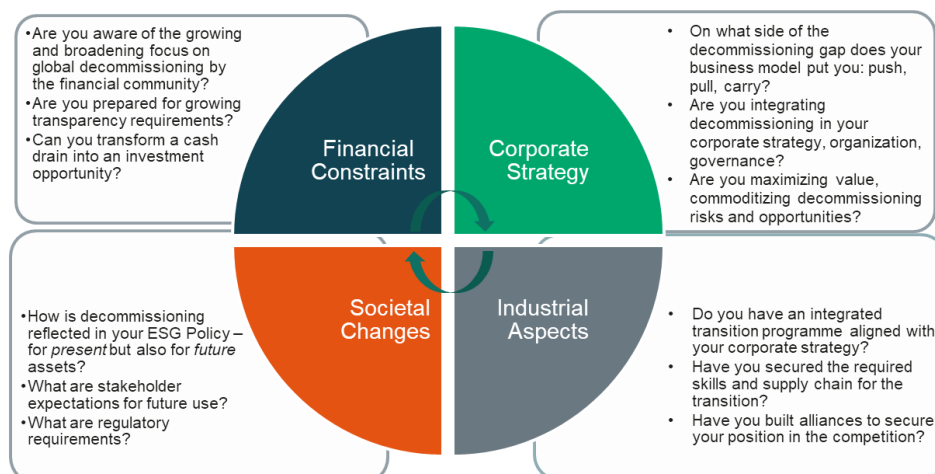 •Are you aware of the growing
and broadening focus on
global decommissioning by
the financial community?
•Are you prepared for growing
transparency requirements?
•Can you transform a cash
drain into an investment
opportunity?
Financial
Constraints
Corporate
Strategy
• On what side of the
decommissioning gap does your
business model put you: push,
pull, carry?
• Are you integrating
decommissioning in your
corporate strategy, organization,
governance?
• Are you maximizing value,
commoditizing decommissioning
risks and opportunities?
•How is decommissioning
reflected in your ESG Policy –
for present but also for future
assets?
•What are stakeholder
expectations for future use?
•What are regulatory
requirements?
Societal
Changes
Industrial
Aspects
• Do you have an integrated
transition programme aligned with
your corporate strategy?
• Have you secured the required
skills and supply chain for the
transition?
• Have you built alliances to secure
your position in the competition?